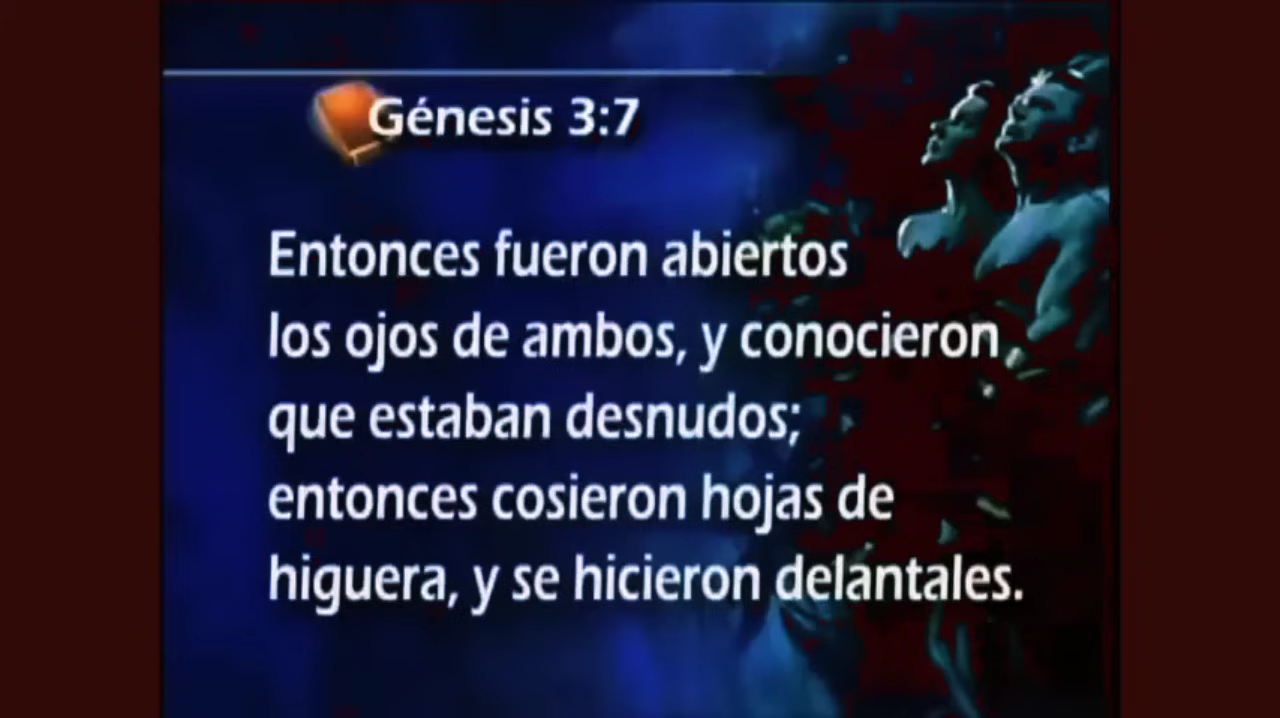 Génesis 3:7
Entonces fueron abiertos
los ojos de ambos, y conocieron
que estaban desnudos;
entonces cosieron hojas de
higuera, y se hicieron delantales.